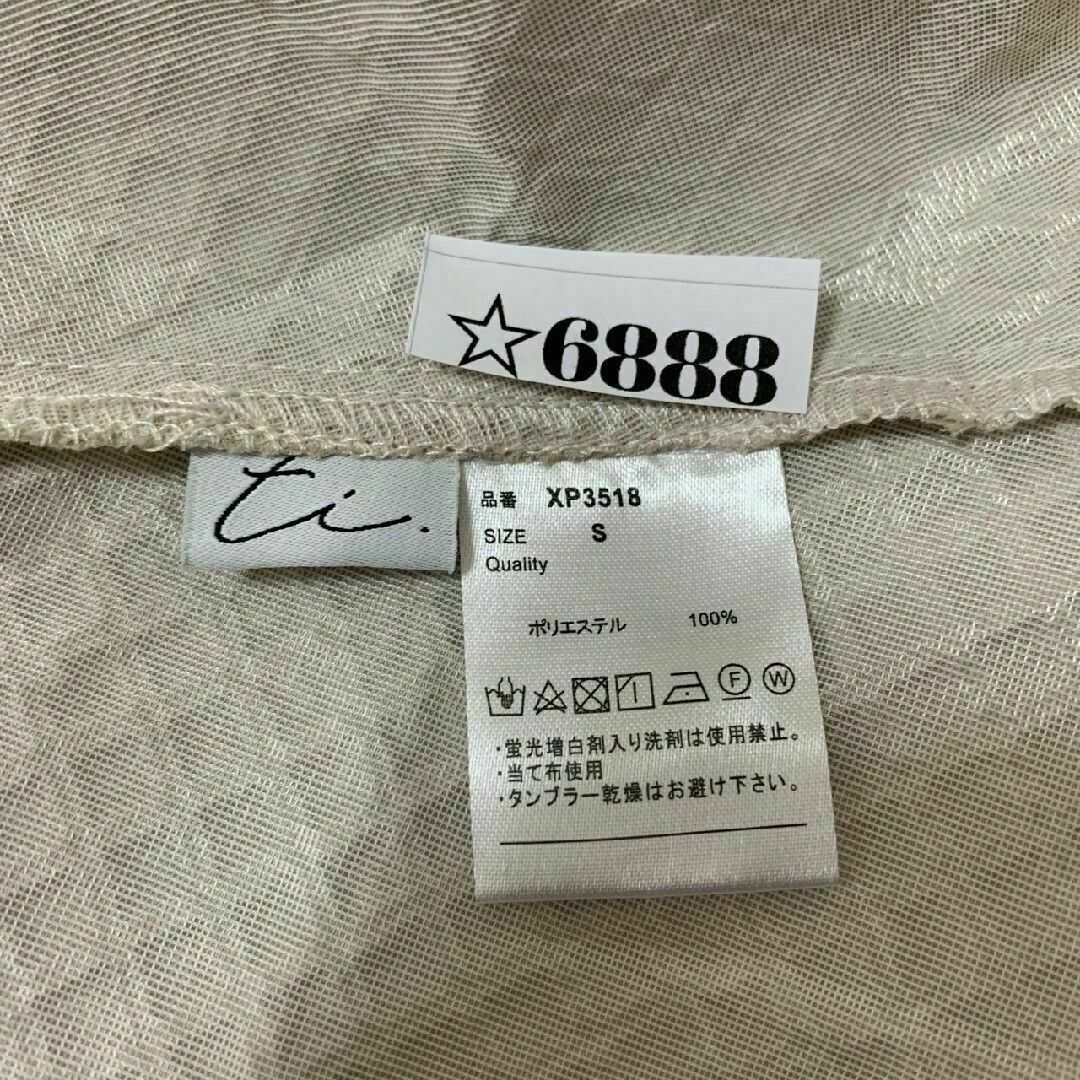 ☆6888
ti.
品番 XP3518
SIZE S
Quality
ポリエステル 100%
F W
・蛍光増白剤入り洗剤は使用禁止。
・当て布使用
・タンブラー乾燥はお避け下さい。